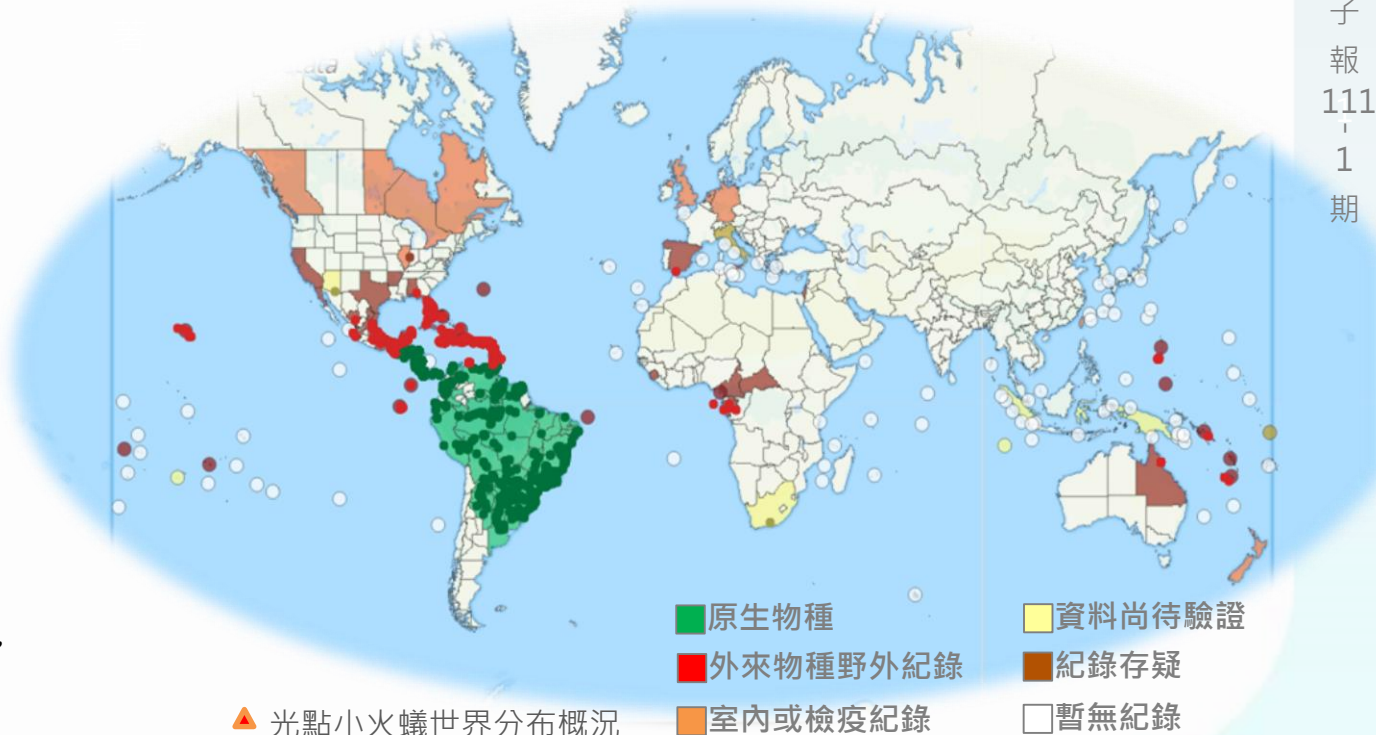 子
報
111
-
1
期
原生物種
外來物種野外紀錄
室內或檢疫紀錄
資料尚待驗證
紀錄存疑
暫無紀錄
光點小火蟻世界分布概況